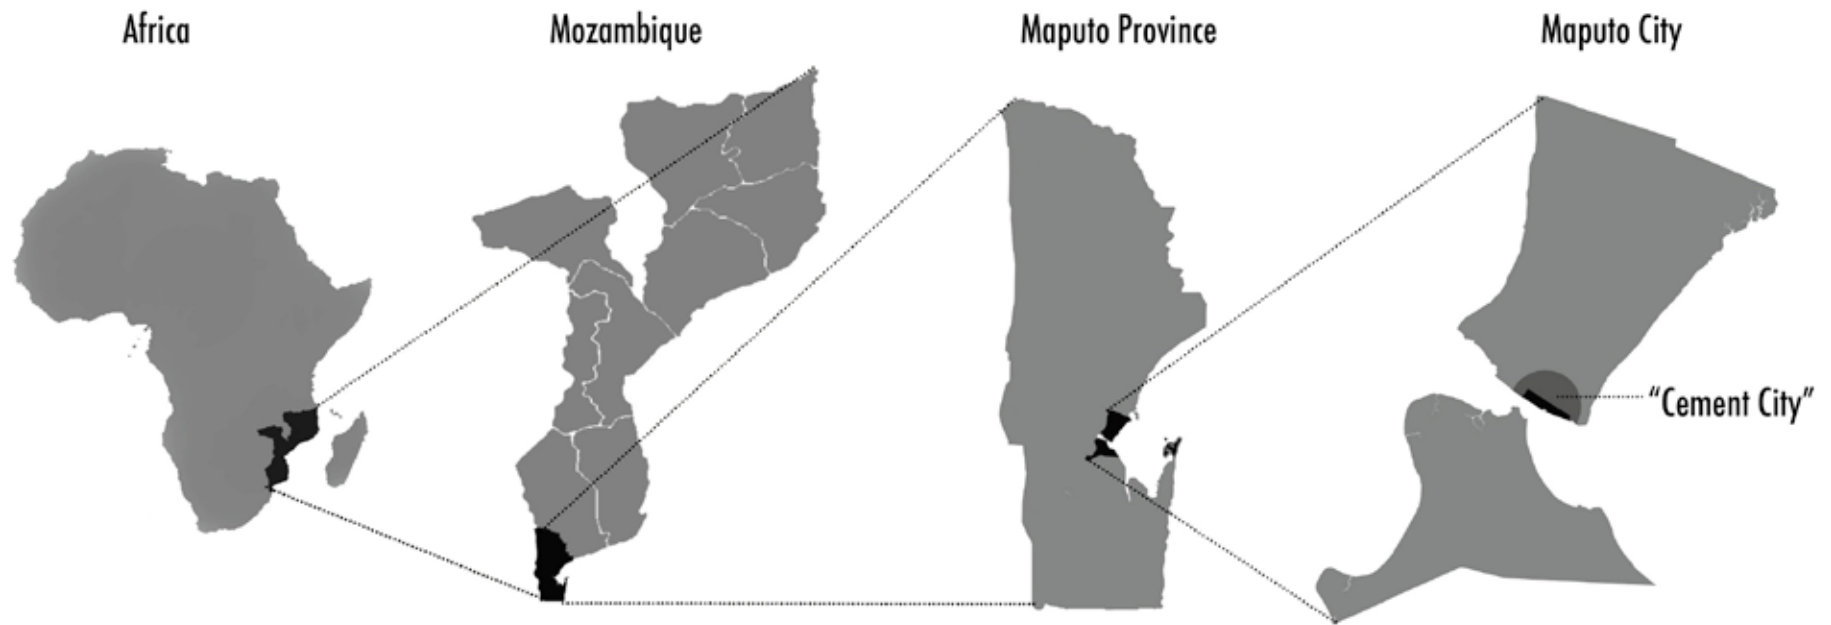 Africa
Mozambique
Maputo Province
Maputo City
“Cement City”